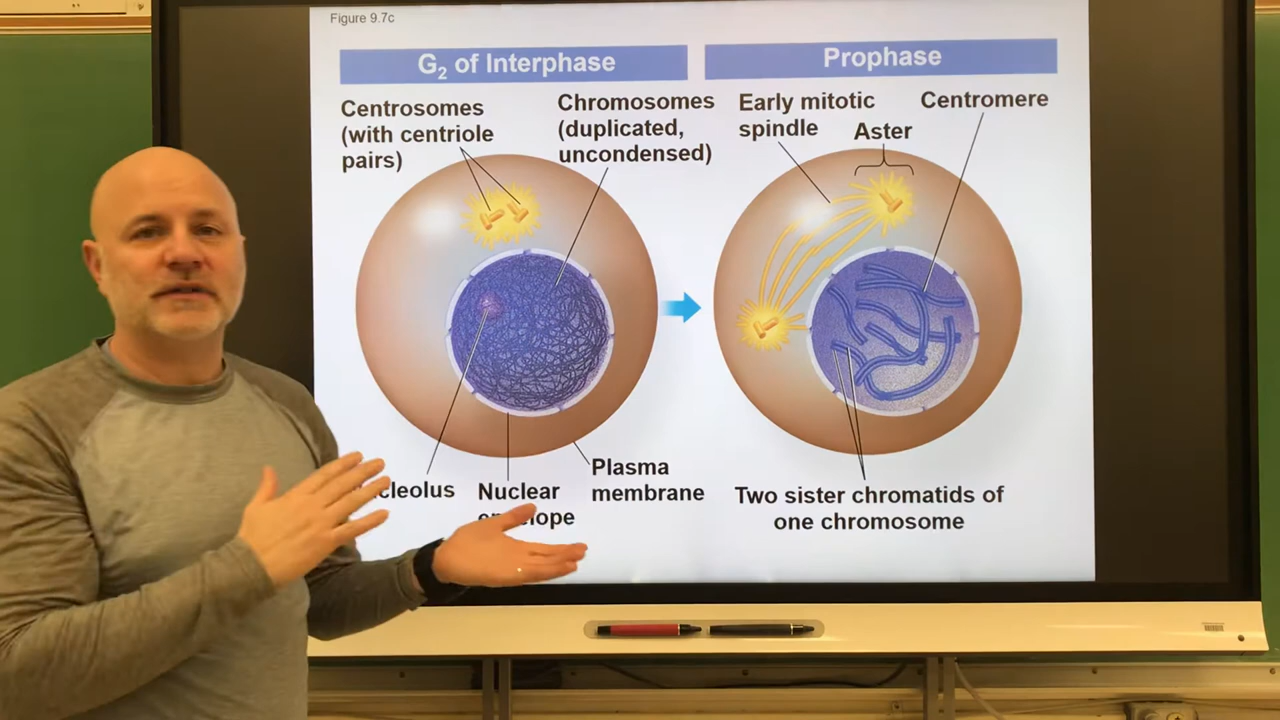 Figure 9.7c
G₂ of Interphase
Prophase
Centrosomes
(with centriole
pairs)
Chromosomes
(duplicated,
uncondensed)
Early mitotic
spindle
Aster
Centromere
cleolus
Nuclear
Plasma
membrane
Two sister chromatids of
one chromosome